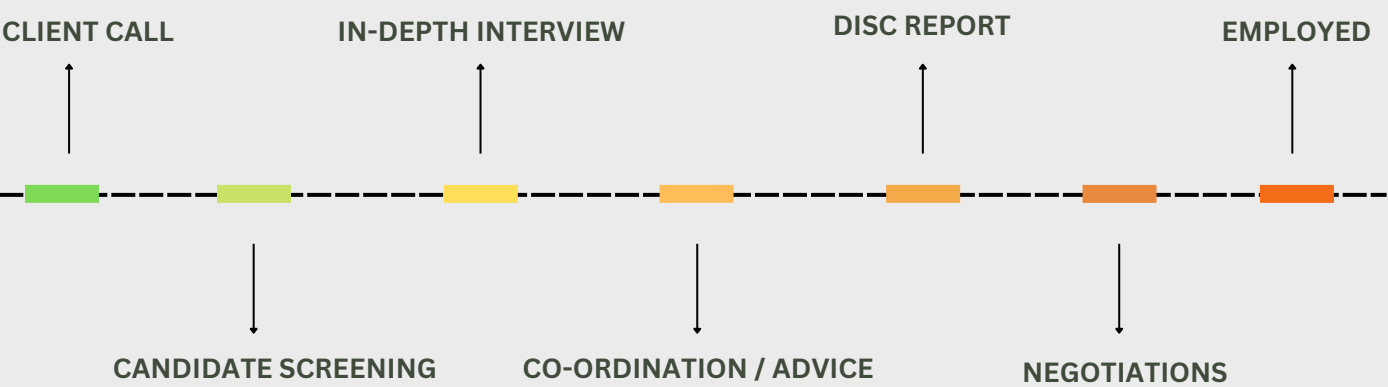 CLIENT CALL
IN-DEPTH INTERVIEW
DISC REPORT
EMPLOYED
CANDIDATE SCREENING
CO-ORDINATION / ADVICE
NEGOTIATIONS